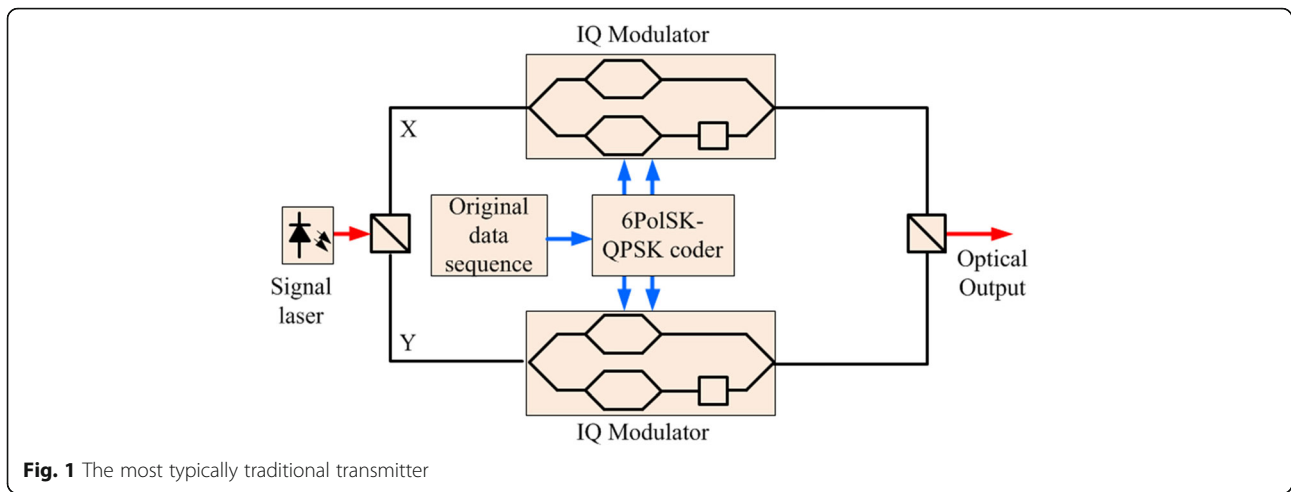 IQ Modulator
X
Original
data
sequence
6PolSK-
QPSK coder
Signal
laser
Optical
Output
Y
IQ Modulator
Fig. 1 The most typically traditional transmitter